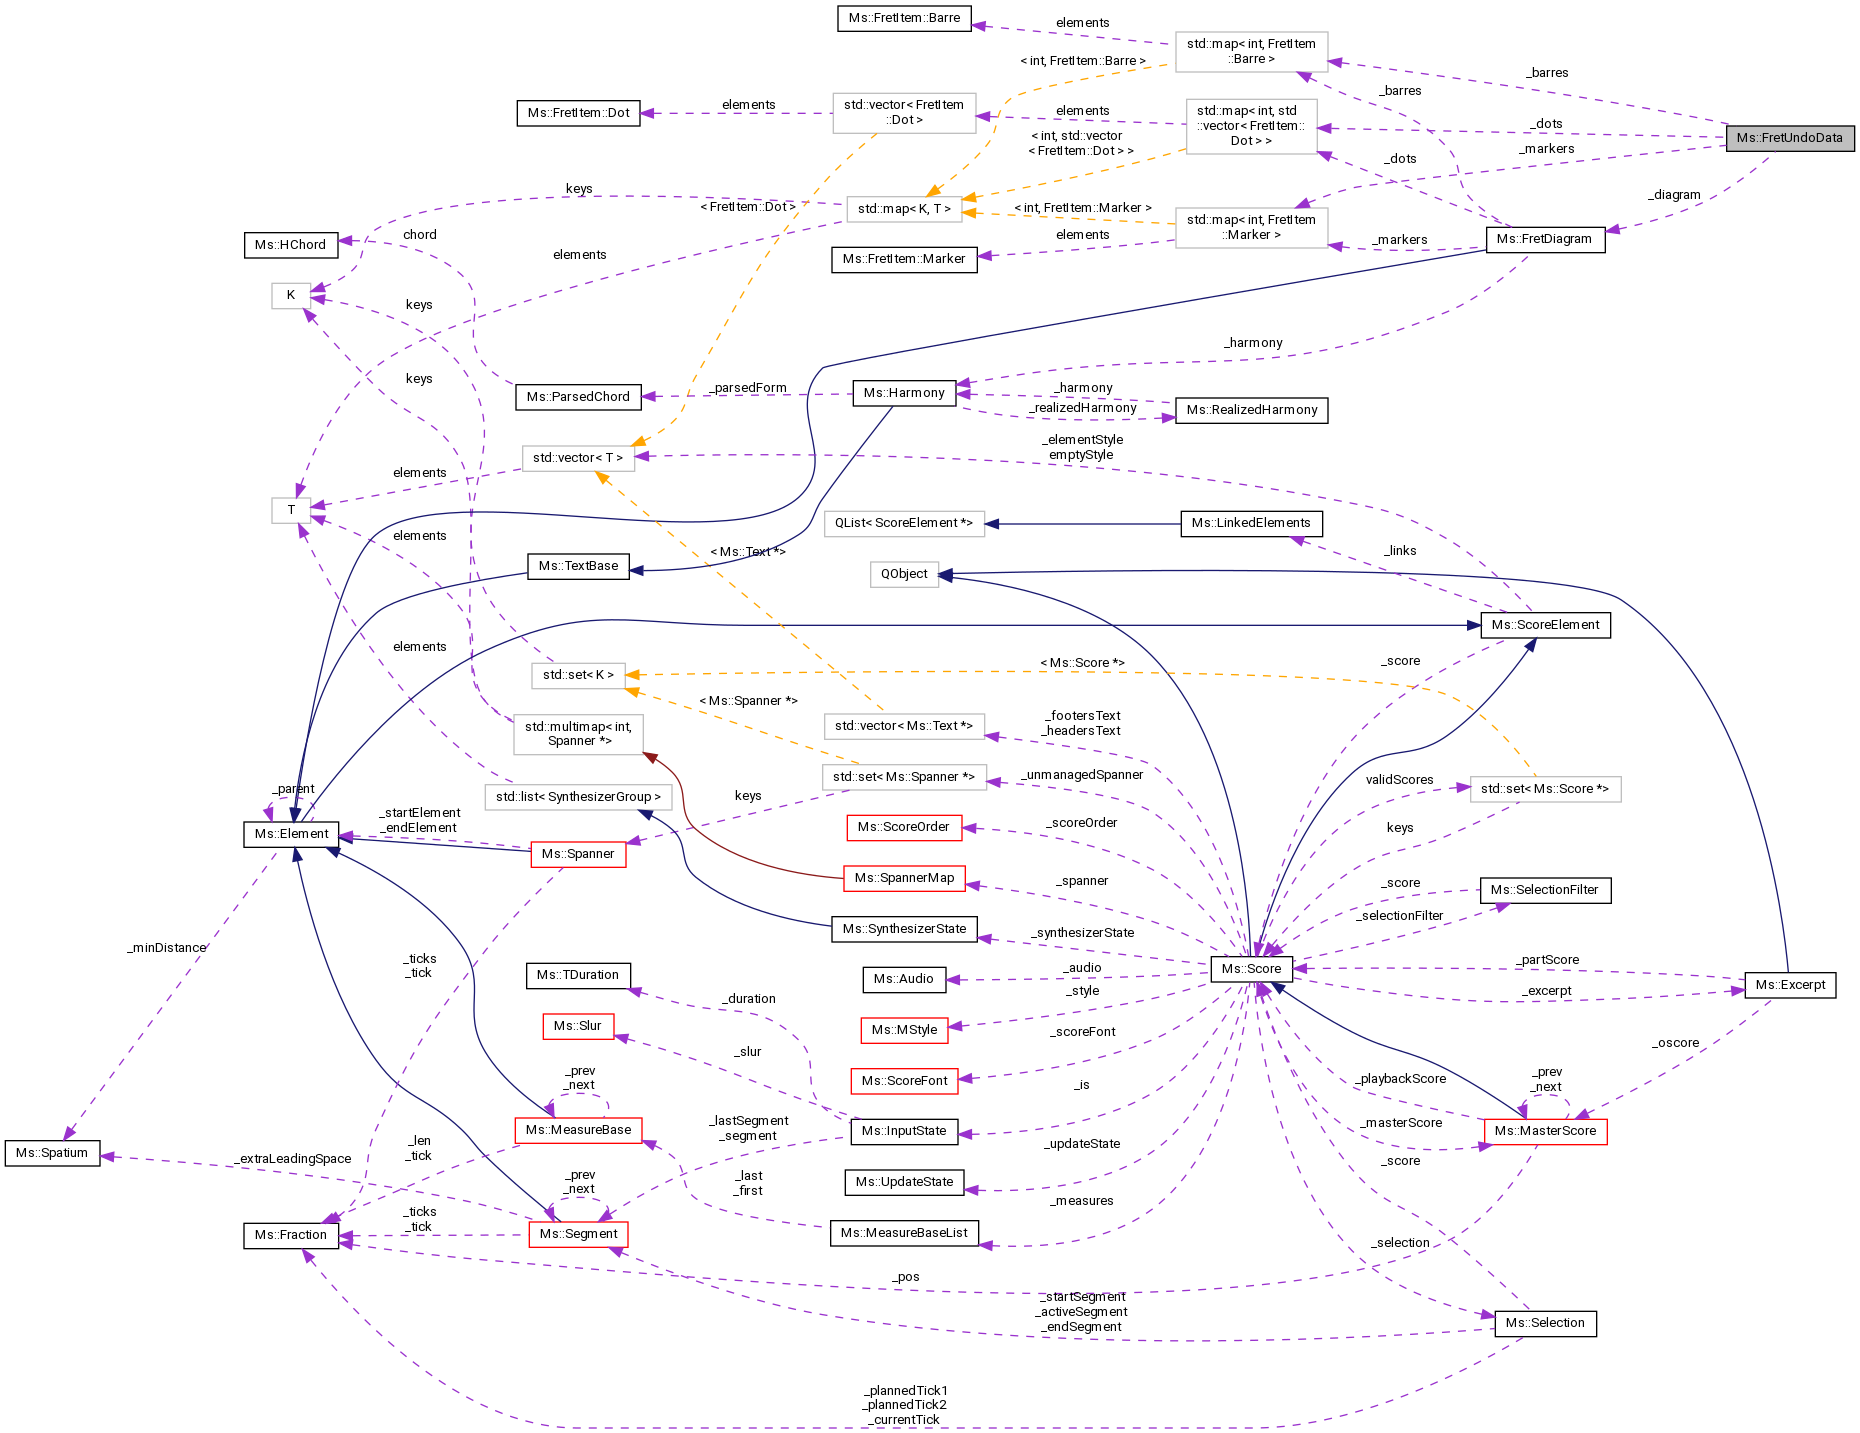 Ms::FretItem::Barre
elements
std::map< int, FretItem
::Barre >
< int, FretItem::Barre >
_barres
_barres
Ms::FretItem::Dot
elements
std::vector< FretItem
::Dot >
elements
std::map< int, std
::vector< FretItem::
Dot > >
_dots
Ms::FretUndoData
< int, std::vector
< FretItem::Dot > >
_markers
_dots
keys
< FretItem::Dot >
std::map< K, T >
< int, FretItem::Marker >
std::map< int, FretItem
::Marker >
_diagram
Ms::HChord
chord
elements
elements
Ms::FretItem::Marker
_markers
Ms::FretDiagram
K
keys
_harmony
keys
Ms::ParsedChord
_parsedForm
Ms::Harmony
_harmony
_realizedHarmony
Ms::RealizedHarmony
std::vector< T >
_elementStyle
emptyStyle
elements
T
elements
QList< ScoreElement *>
Ms::LinkedElements
_links
< Ms::Text *>
Ms::TextBase
QObject
Ms::ScoreElement
elements
std::set< K >
< Ms::Score *>
_score
< Ms::Spanner *>
std::multimap< int,
Spanner *>
std::vector< Ms::Text *>
_footersText
_headersText
std::set< Ms::Spanner *>
_unmanagedSpanner
validScores
std::set< Ms::Score *>
_parent
std::list< SynthesizerGroup >
keys
Ms::Element
_startElement
_endElement
Ms::Spanner
Ms::ScoreOrder
_scoreOrder
keys
Ms::SpannerMap
_spanner
_score
Ms::SelectionFilter
_selectionFilter
_minDistance
Ms::SynthesizerState
_synthesizerState
_ticks
_tick
Ms::TDuration
Ms::Audio
_audio
Ms::Score
_partScore
_excerpt
Ms::Excerpt
_duration
_style
Ms::Slur
Ms::MStyle
_scoreFont
_slur
_oscore
_prev
_next
Ms::ScoreFont
_is
_playbackScore
_prev
_next
Ms::MeasureBase
_lastSegment
_segment
Ms::InputState
_masterScore
Ms::MasterScore
Ms::Spatium
_extraLeadingSpace
_len
_tick
_updateState
_score
_prev
_next
_last
_first
Ms::UpdateState
_measures
Ms::Fraction
_ticks
_tick
Ms::Segment
Ms::MeasureBaseList
_selection
_pos
_startSegment
_activeSegment
_endSegment
Ms::Selection
_plannedTick1
_plannedTick2
_currentTick